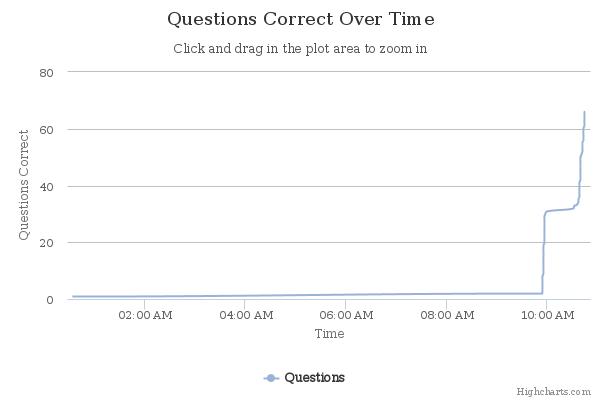 Questions Correct Over Time
Click and drag in the plot area to zoom in
Questions Correct
80
60
40
20
0
02:00 AM 04:00 AM 06:00 AM 08:00 AM 10:00 AM
Time
Questions
Highcharts.com